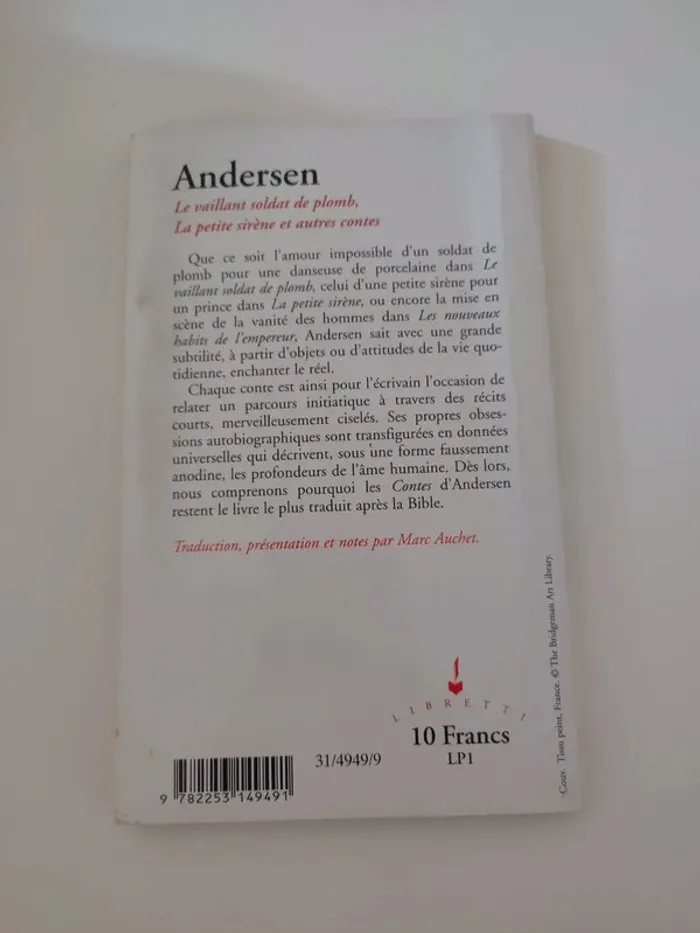 Andersen
Le vaillant soldat de plomb,
La petite sirène et autres contes
Que ce soit l'amour impossible d'un soldat de
plomb pour une danseuse de porcelaine dans Le
vaillant soldat de plomb, celui d'une petite sirène pour
un prince dans La petite sirène, ou encore la mise en
scène de la vanité des hommes dans Les nouveaux
habits de l'empereur, Andersen sait avec une grande
subtilité, à partir d'objets ou d'attitudes de la vie quo-
tidienne, enchanter le réel.
Chaque conte est ainsi pour l'écrivain l'occasion de
relater un parcours initiatique à travers des récits
courts, merveilleusement ciselés. Ses propres obses-
sions autobiographiques sont transfigurées en données
universelles qui décrivent, sous une forme faussement
anodine, les profondeurs de l'âme humaine. Dès lors,
nous comprenons pourquoi les Contes d'Andersen
restent le livre le plus traduit après la Bible.
Traduction, présentation et notes par Marc Auchet.
LIBRETTI
10 Francs
LP1
31/4949/9
9 782253 149491
Couv. Tissu peint, France. © The Bridgeman Art Library.